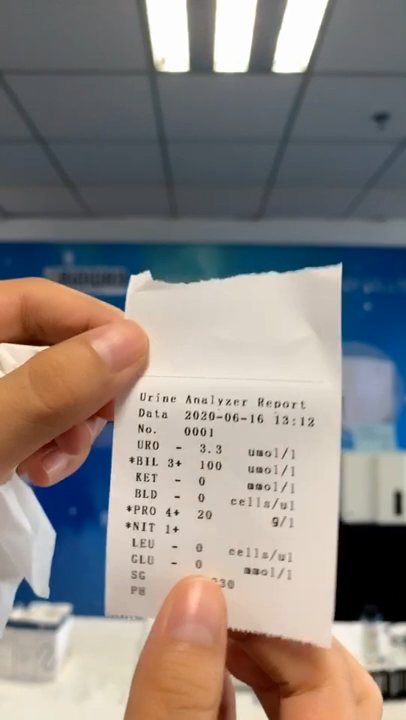 Urine Analyzer Report
Data 2020-06-16 13:12
No. 0001
URO - 3.3 umol/l
*BIL 3+ 100 umol/l
KET - 0 mmol/l
BLD - 0 cells/ul
*PRO 4+ 20 g/l
*NIT 1+
LEU - 0 cells/ul
GLU - 0 mmol/l
SG
PH